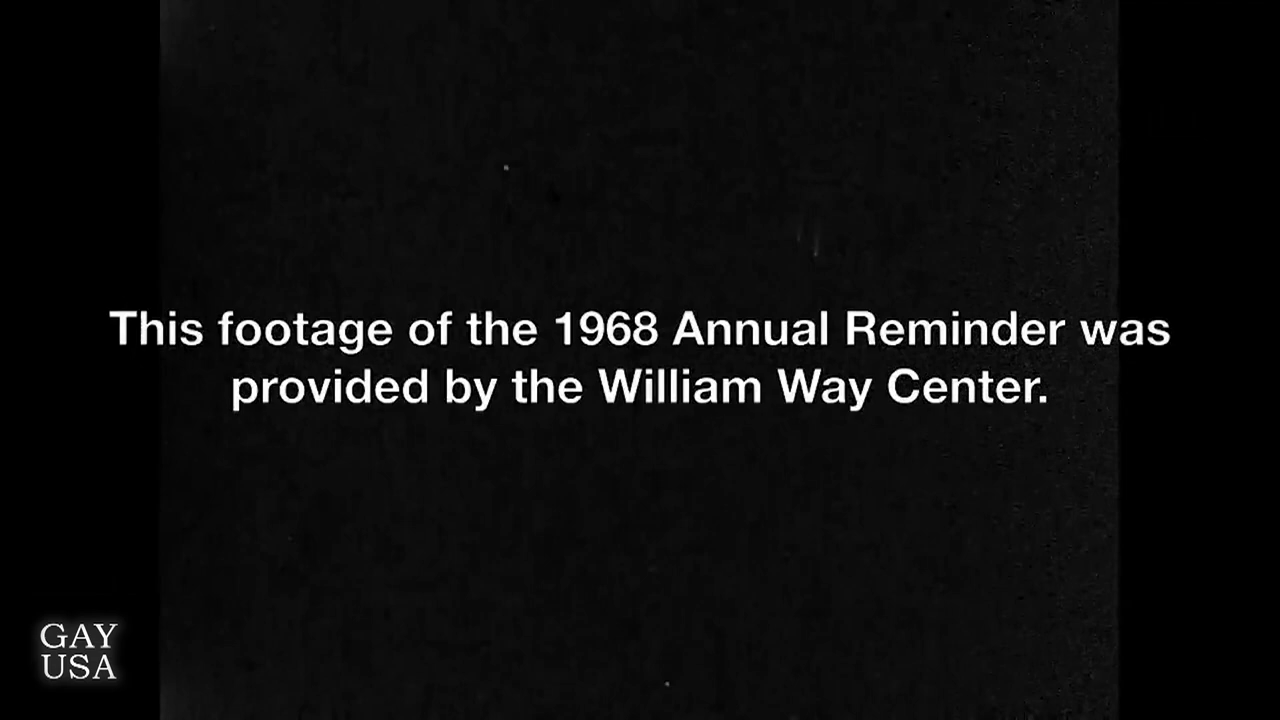 This footage of the 1968 Annual Reminder was
provided by the William Way Center.
GAY
USA